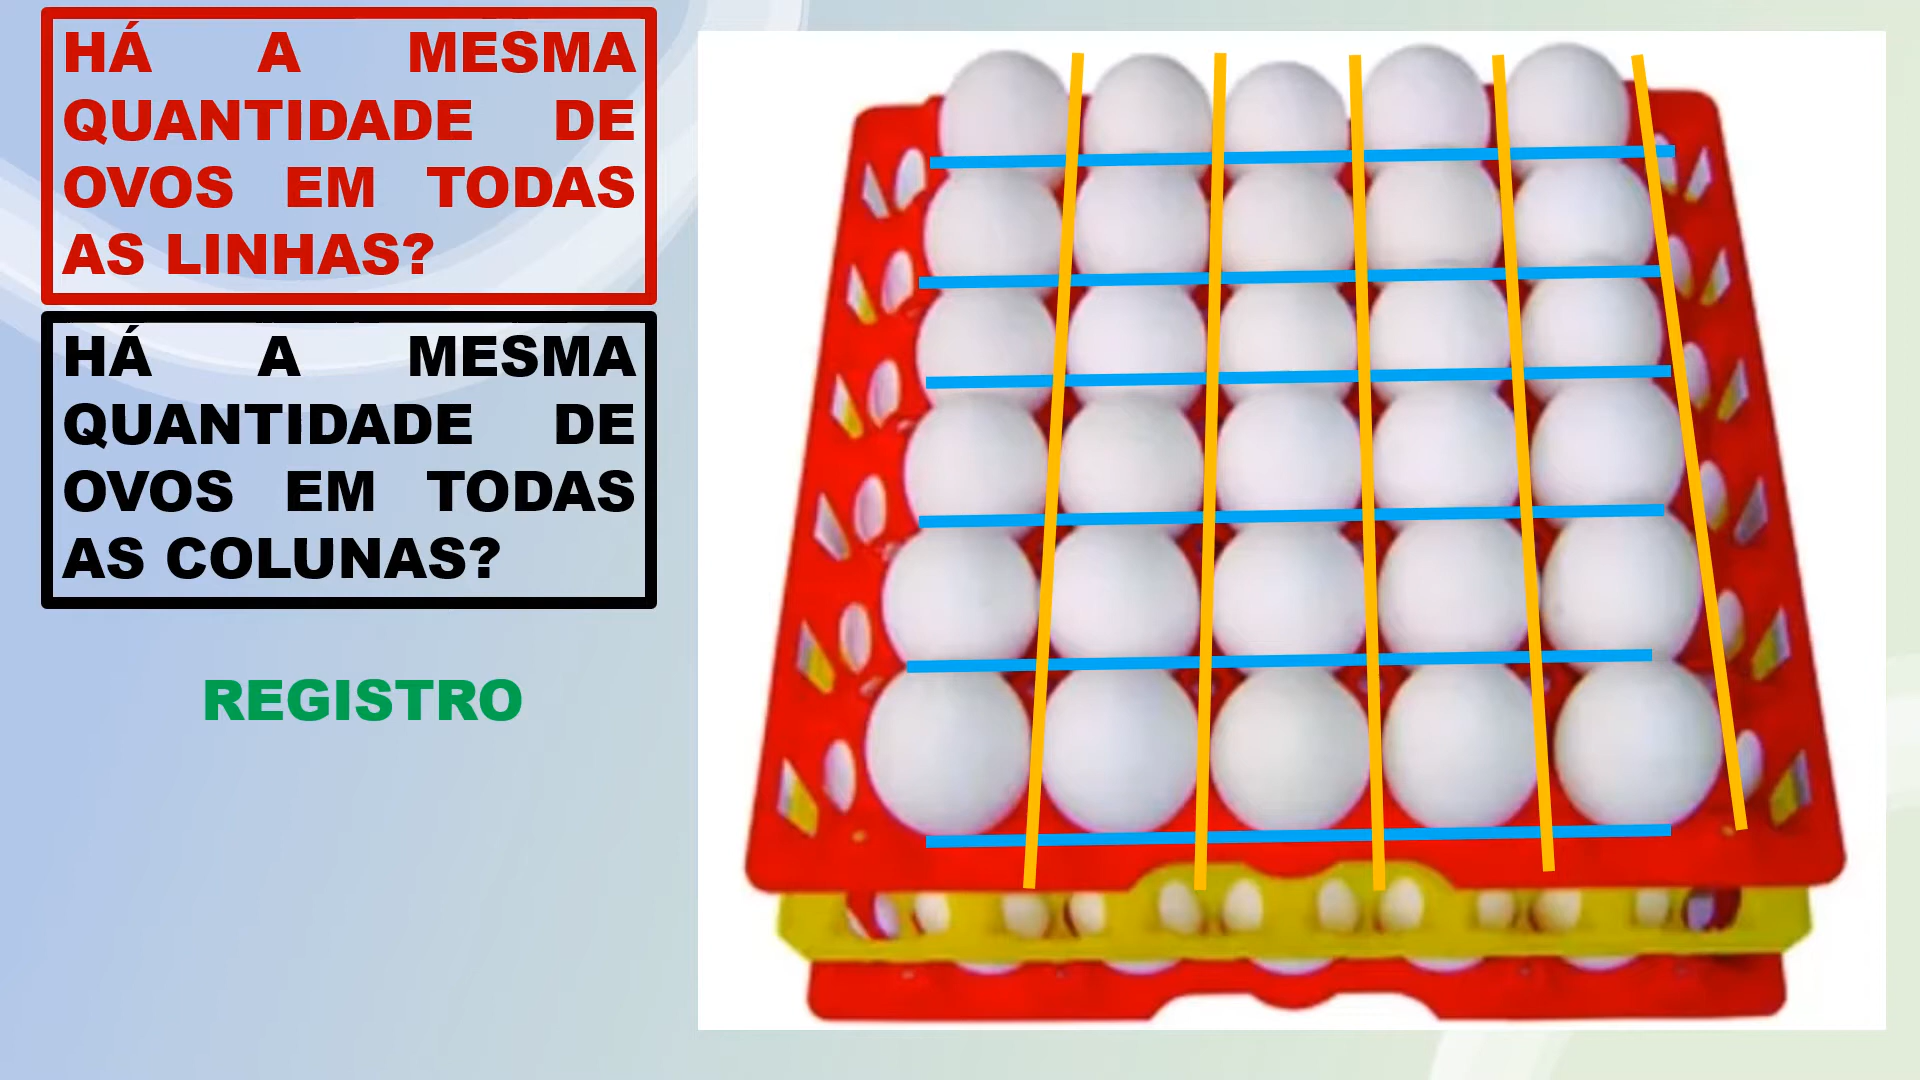 HÁ A MESMA
QUANTIDADE DE
OVOS EM TODAS
AS LINHAS?
HÁ A MESMA
QUANTIDADE DE
OVOS EM TODAS
AS COLUNAS?
REGISTRO